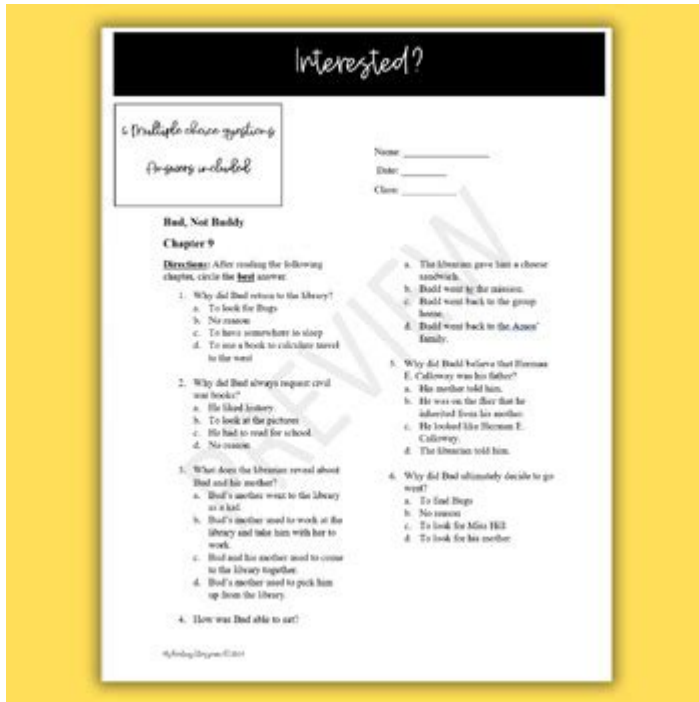 Interested?
6 Multiple choice questions
Answers included
Name:
Date:
Class:
Bud, Not Buddy
Chapter 9
Directions: After reading the following
chapter, circle the best answer.
1. Why did Bud return to the library?
a. To look for Bugs
b. No reason
c. To have somewhere to sleep
d. To use a book to calculate travel
to the west
2. Why did Bud always request civil
war books?
a. He liked history
b. To look at the pictures
c. He had to read for school
d. No reason
3. What does the librarian reveal about
Bud and his mother?
a. Bud's mother went to the library
as a kid.
b. Bud's mother used to work at the
library and take him with her to
work.
c. Bud and his mother used to come
to the library together.
d. Bud's mother used to pick him
up from the library.
4. How was Bud able to eat?
a. The librarian gave him a cheese
sandwich.
b. Budd went to the mission.
c. Budd went back to the group
home.
d. Budd went back to the Amos'
family.
5. Why did Budd believe that Herman
E. Calloway was his father?
a. His mother told him.
b. He was on the flier that he
inherited from his mother.
c. He looked like Herman E.
Calloway.
d. The librarian told him.
6. Why did Bud ultimately decide to go
west?
a. To find Bugs
b. No reason
c. To look for Miss Hill
d. To look for his mother
PREVIEW